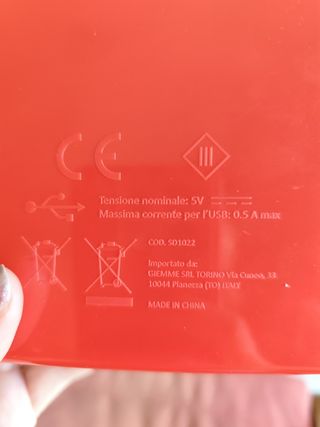 CE
III
Tensione nominale: 5V
Massima corrente per l'USB: 0.5 A max
COD. 501022
Importato da:
GIEMME SRL TORINO Via Cuneo, 33
10044 Pianezza (TO) ITALY
MADE IN CHINA